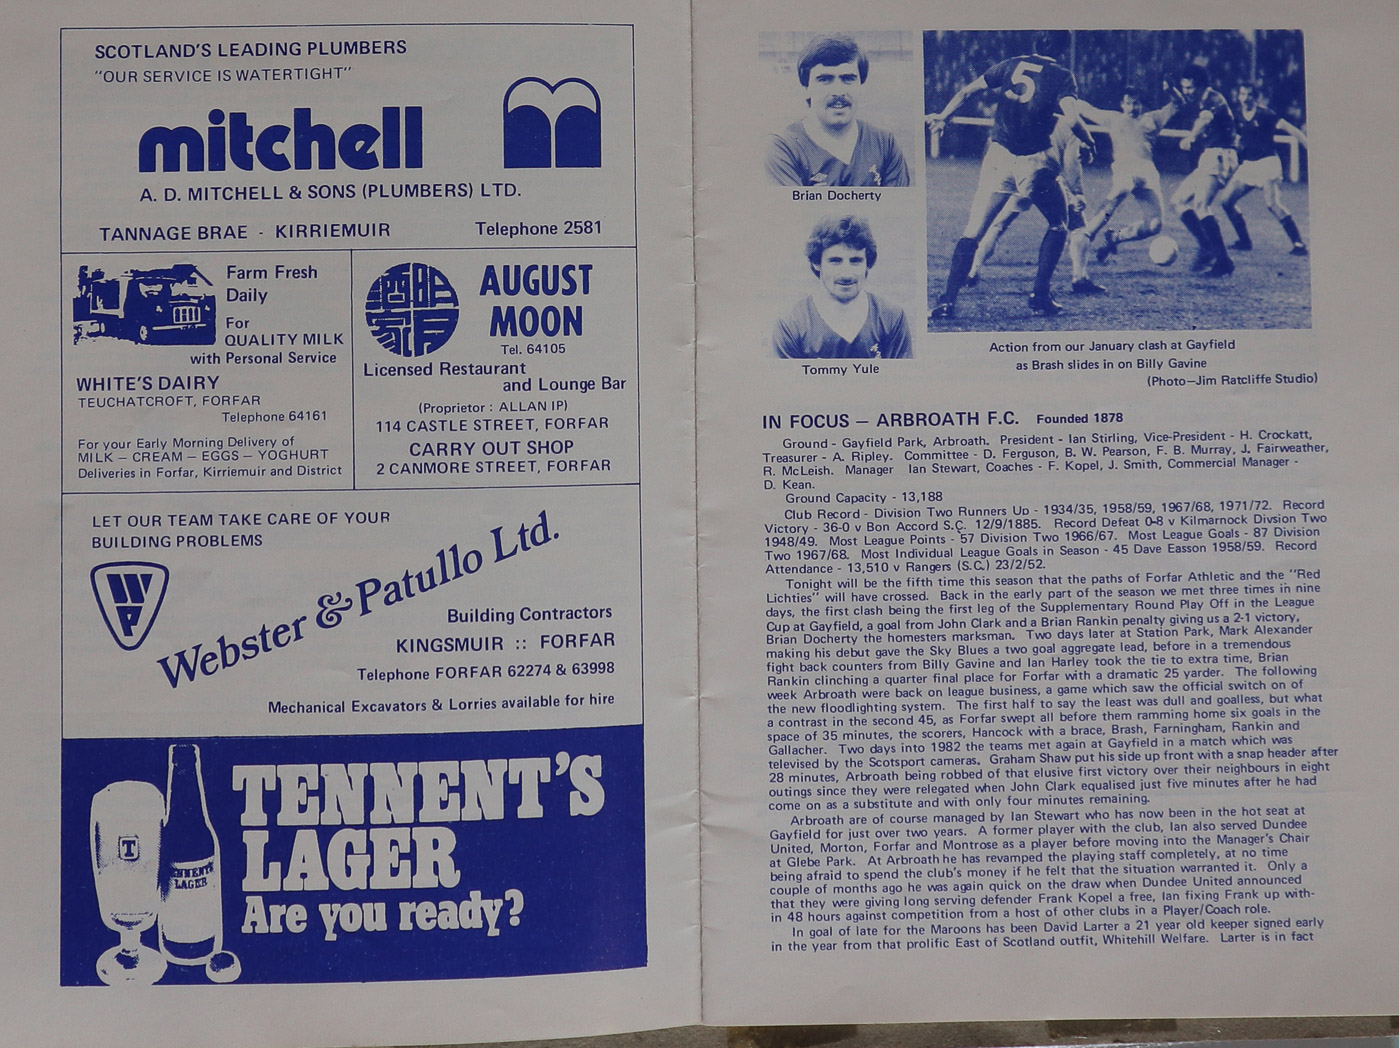 SCOTLAND'S LEADING PLUMBERS
"OUR SERVICE IS WATERTIGHT"
mitchell
A. D. MITCHELL & SONS (PLUMBERS) LTD.
TANNAGE BRAE - KIRRIEMUIR Telephone 2581
Farm Fresh
Daily
For
QUALITY MILK
with Personal Service
WHITE'S DAIRY
TEUCHATCROFT, FORFAR
Telephone 64161
For your Early Morning Delivery of
MILK — CREAM — EGGS — YOGHURT
Deliveries in Forfar, Kirriemuir and District
AUGUST
MOON
Tel. 64105
Licensed Restaurant
and Lounge Bar
(Proprietor : ALLAN IP)
114 CASTLE STREET, FORFAR
CARRY OUT SHOP
2 CANMORE STREET, FORFAR
LET OUR TEAM TAKE CARE OF YOUR
BUILDING PROBLEMS
WP
Webster & Patullo Ltd.
Building Contractors
KINGSMUIR :: FORFAR
Telephone FORFAR 62274 & 63998
Mechanical Excavators & Lorries available for hire
TENNENT'S
LAGER
Are you ready?
T
TENNENT'S
LAGER
5
Brian Docherty
Tommy Yule
Action from our January clash at Gayfield
as Brash slides in on Billy Gavine
(Photo—Jim Ratcliffe Studio)
IN FOCUS — ARBROATH F.C. Founded 1878
Ground - Gayfield Park, Arbroath. President - Ian Stirling, Vice-President - H. Crockatt,
Treasurer - A. Ripley. Committee - D. Ferguson, B. W. Pearson, F. B. Murray, J. Fairweather,
R. McLeish. Manager Ian Stewart, Coaches - F. Kopel, J. Smith, Commercial Manager -
D. Kean.
Ground Capacity - 13,188
Club Record - Division Two Runners Up - 1934/35, 1958/59, 1967/68, 1971/72. Record
Victory - 36-0 v Bon Accord S.C. 12/9/1885. Record Defeat 0-8 v Kilmarnock Divsion Two
1948/49. Most League Points - 57 Division Two 1966/67. Most League Goals - 87 Division
Two 1967/68. Most Individual League Goals in Season - 45 Dave Easson 1958/59. Record
Attendance - 13,510 v Rangers (S.C.) 23/2/52.
Tonight will be the fifth time this season that the paths of Forfar Athletic and the "Red
Lichties" will have crossed. Back in the early part of the season we met three times in nine
days, the first clash being the first leg of the Supplementary Round Play Off in the League
Cup at Gayfield, a goal from John Clark and a Brian Rankin penalty giving us a 2-1 victory,
Brian Docherty the homesters marksman. Two days later at Station Park, Mark Alexander
making his debut gave the Sky Blues a two goal aggregate lead, before in a tremendous
fight back counters from Billy Gavine and Ian Harley took the tie to extra time, Brian
Rankin clinching a quarter final place for Forfar with a dramatic 25 yarder. The following
week Arbroath were back on league business, a game which saw the official switch on of
the new floodlighting system. The first half to say the least was dull and goalless, but what
a contrast in the second 45, as Forfar swept all before them ramming home six goals in the
space of 35 minutes, the scorers, Hancock with a brace, Brash, Farningham, Rankin and
Gallacher. Two days into 1982 the teams met again at Gayfield in a match which was
televised by the Scotsport cameras. Graham Shaw put his side up front with a snap header after
28 minutes, Arbroath being robbed of that elusive first victory over their neighbours in eight
outings since they were relegated when John Clark equalised just five minutes after he had
come on as a substitute and with only four minutes remaining.
Arbroath are of course managed by Ian Stewart who has now been in the hot seat at
Gayfield for just over two years. A former player with the club, Ian also served Dundee
United, Morton, Forfar and Montrose as a player before moving into the Manager's Chair
at Glebe Park. At Arbroath he has revamped the playing staff completely, at no time
being afraid to spend the club's money if he felt that the situation warranted it. Only a
couple of months ago he was again quick on the draw when Dundee United announced
that they were giving long serving defender Frank Kopel a free, Ian fixing Frank up with-
in 48 hours against competition from a host of other clubs in a Player/Coach role.
In goal of late for the Maroons has been David Larter a 21 year old keeper signed early
in the year from that prolific East of Scotland outfit, Whitehill Welfare. Larter is in fact